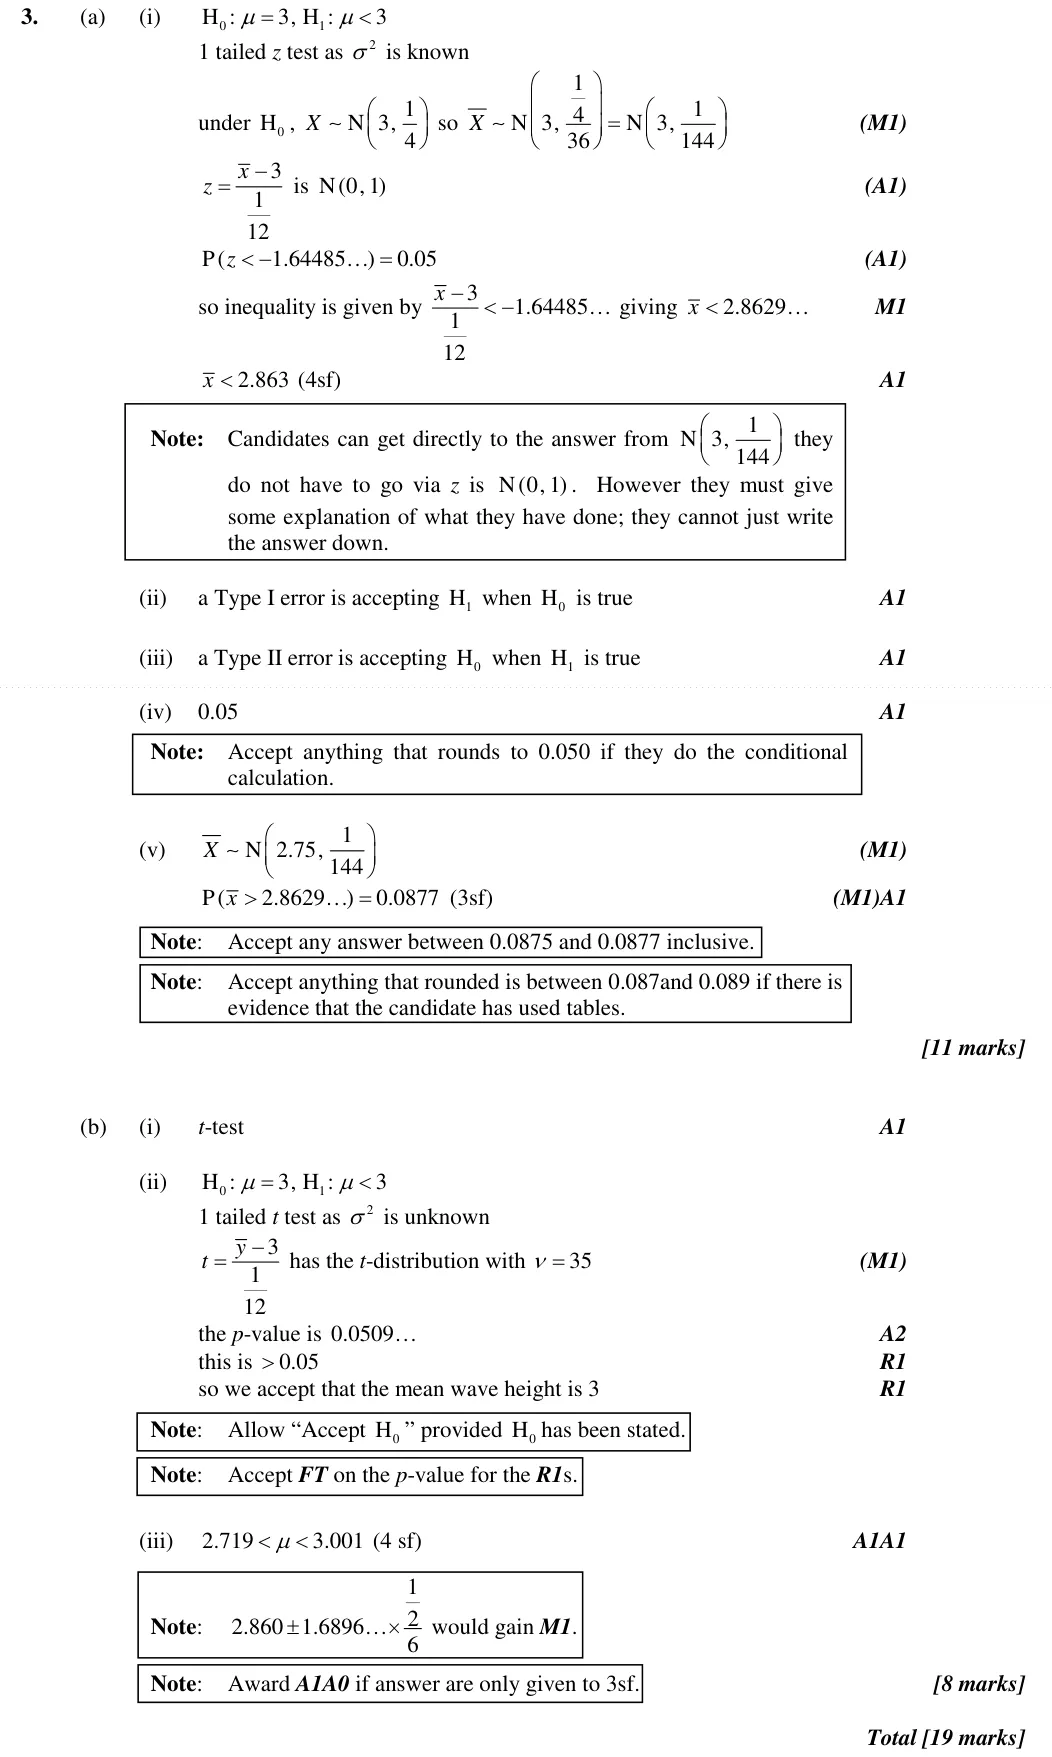 3. (a) (i) H₀ : μ = 3, H₁ : μ < 3
1 tailed z test as σ² is known
under H₀ , X ~ N(3, 1/4) so X̅ ~ N(3, (1/4)/36) = N(3, 1/144) (M1)
z = (x̅ − 3)/(1/12) is N(0, 1) (A1)
P(z < −1.64485…) = 0.05 (A1)
so inequality is given by (x̅ − 3)/(1/12) < −1.64485… giving x̅ < 2.8629… M1
x̅ < 2.863 (4sf) A1
Note: Candidates can get directly to the answer from N(3, 1/144) they
do not have to go via z is N(0, 1). However they must give
some explanation of what they have done; they cannot just write
the answer down.
(ii) a Type I error is accepting H₁ when H₀ is true A1
(iii) a Type II error is accepting H₀ when H₁ is true A1
(iv) 0.05 A1
Note: Accept anything that rounds to 0.050 if they do the conditional
calculation.
(v) X̅ ~ N(2.75, 1/144) (M1)
P(x̅ > 2.8629…) = 0.0877 (3sf) (M1)A1
Note: Accept any answer between 0.0875 and 0.0877 inclusive.
Note: Accept anything that rounded is between 0.087and 0.089 if there is
evidence that the candidate has used tables.
[11 marks]
(b) (i) t-test A1
(ii) H₀ : μ = 3, H₁ : μ < 3
1 tailed t test as σ² is unknown
t = (y̅ − 3)/(1/12) has the t-distribution with ν = 35 (M1)
the p-value is 0.0509… A2
this is > 0.05 R1
so we accept that the mean wave height is 3 R1
Note: Allow “Accept H₀ ” provided H₀ has been stated.
Note: Accept FT on the p-value for the R1s.
(iii) 2.719 < μ < 3.001 (4 sf) A1A1
Note: 2.860 ± 1.6896… × (1/2)/6 would gain M1.
Note: Award A1A0 if answer are only given to 3sf. [8 marks]
Total [19 marks]